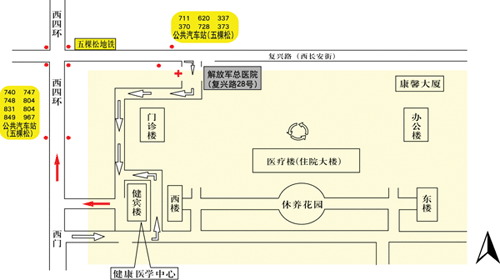 西四环
五棵松地铁
711 620 337
370 728 373
公共汽车站(五棵松)
复兴路（西长安街）
740 747
748 804
831 804
849 967
公共汽车站
(五棵松)
西四环
解放军总医院
(复兴路28号)
康馨大厦
门诊楼
办公楼
医疗楼(住院大楼)
健宾楼
西楼
休养花园
东楼
西门
健康医学中心